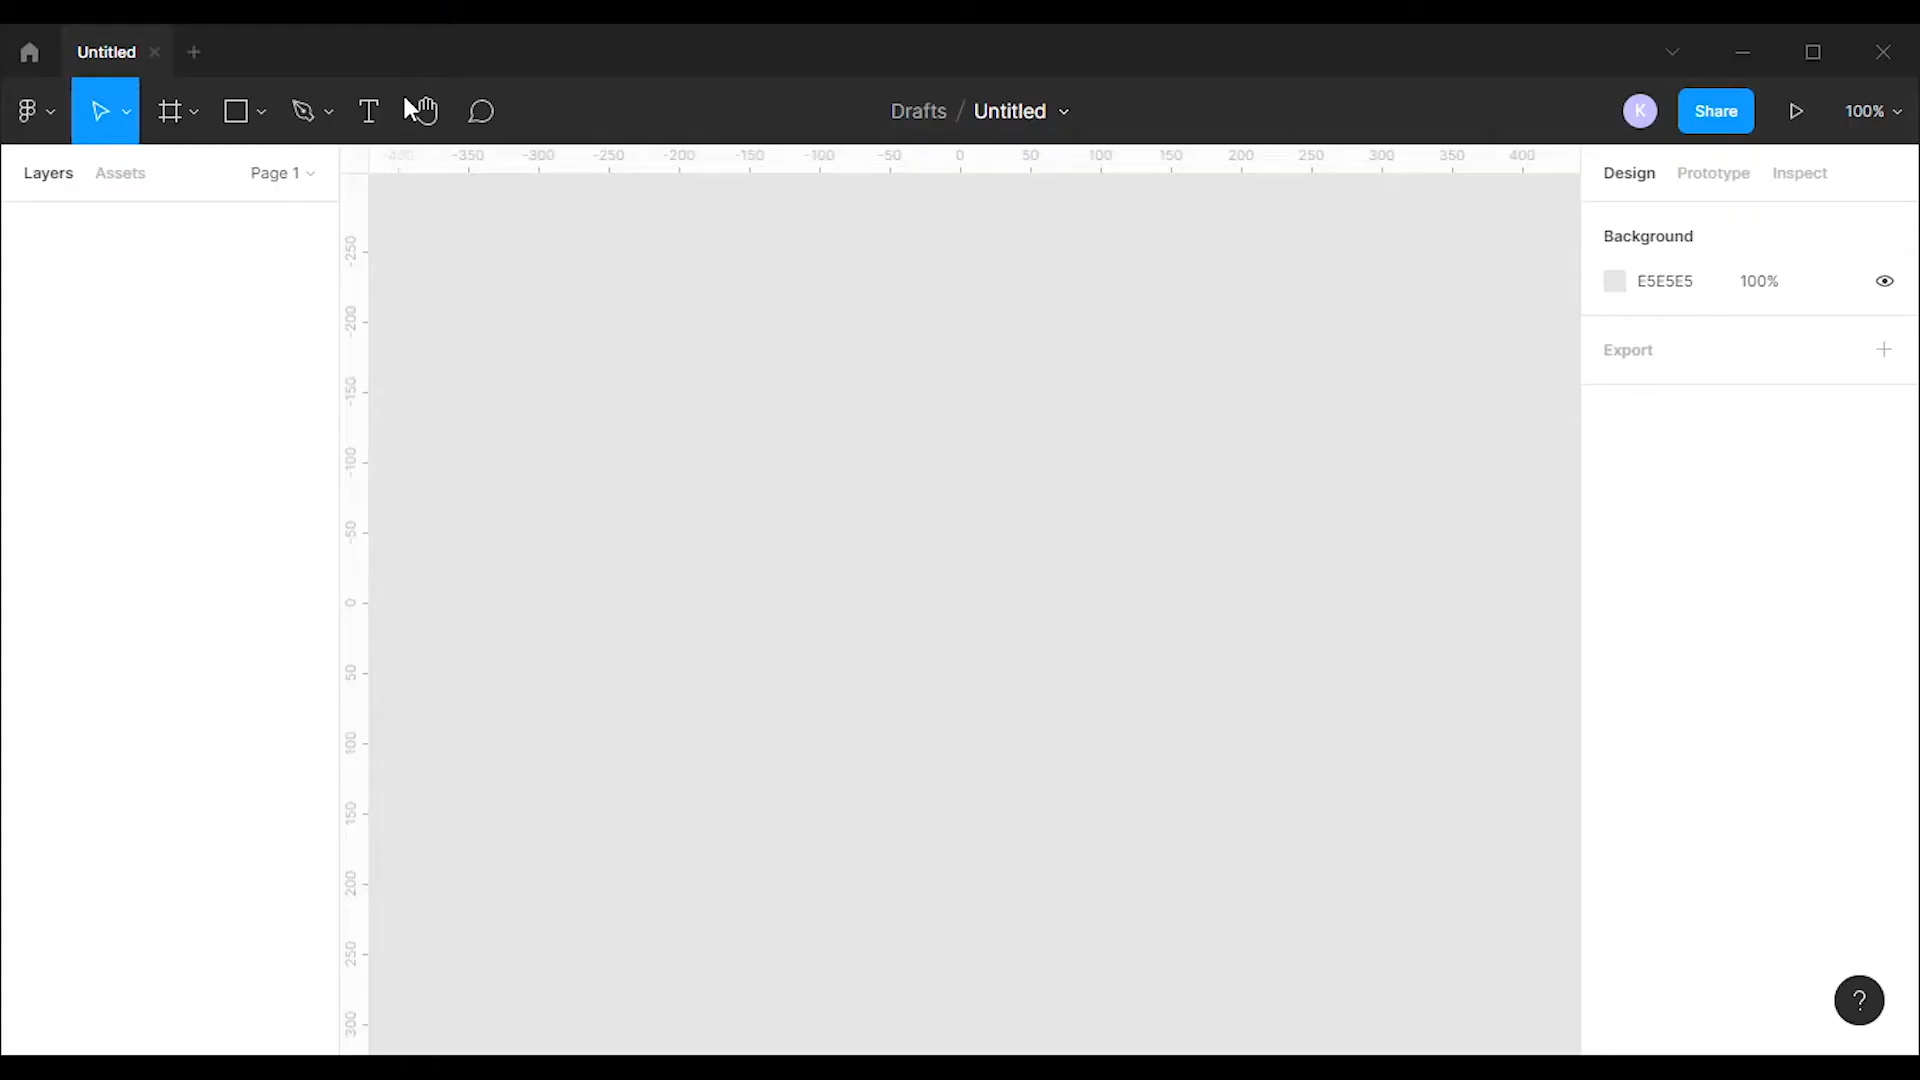 Untitled
T
Drafts / Untitled
K
Share
100%
Layers
Assets
Page 1
-400 -350 -300 -250 -200 -150 -100 -50 0 50 100 150 200 250 300 350 400
Design
Prototype
Inspect
-250
-200
-150
-100
-50
0
50
100
150
200
250
300
Background
E5E5E5
100%
Export
?